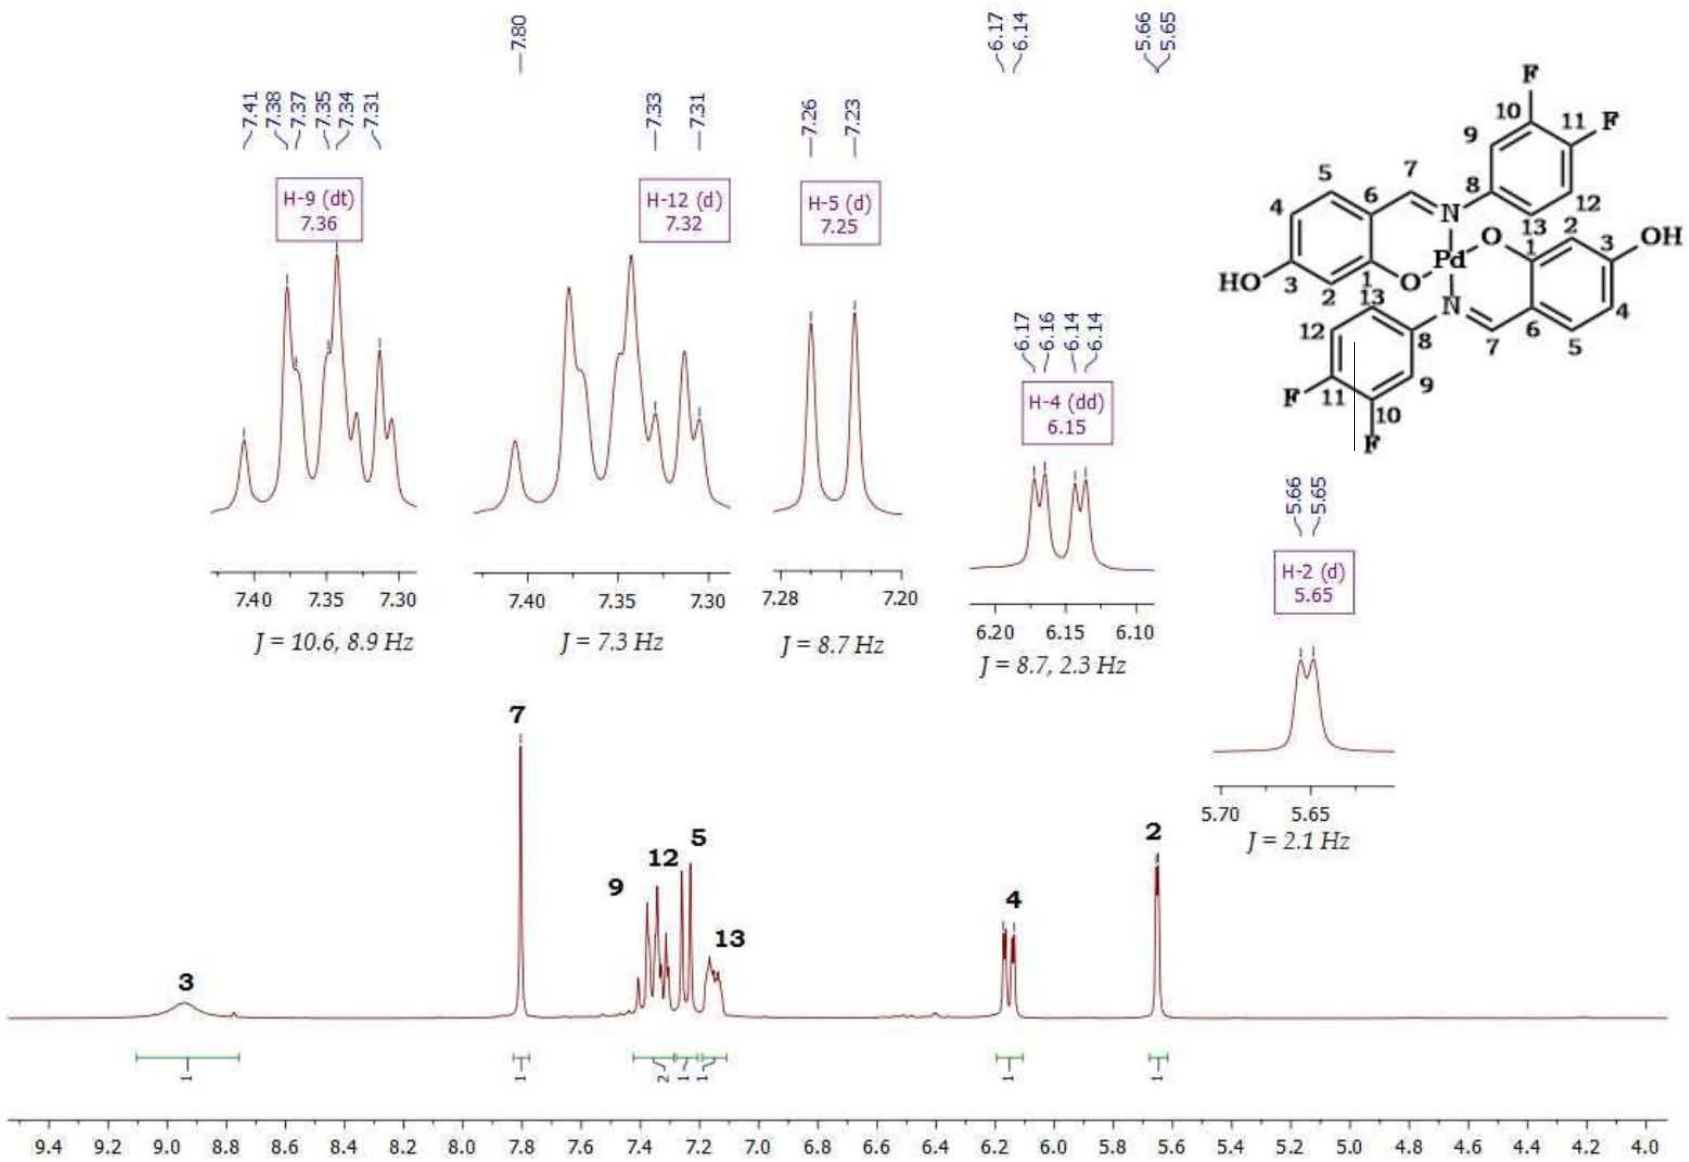 7.80
6.17
6.14
5.66
5.65
7.41
7.38
7.37
7.35
7.34
7.31
7.33
7.31
7.26
7.23
H-9 (dt)
7.36
H-12 (d)
7.32
H-5 (d)
7.25
F
10
11
F
9
12
8
13
5
7
4
6
N
HO
3
2
1
O
Pd
O
1
2
3
OH
4
5
6
7
N
13
12
8
9
11
10
F
F
6.17
6.16
6.14
6.14
H-4 (dd)
6.15
5.66
5.65
H-2 (d)
5.65
7.40 7.35 7.30
J = 10.6, 8.9 Hz
7.40 7.35 7.30
J = 7.3 Hz
7.28 7.20
J = 8.7 Hz
6.20 6.15 6.10
J = 8.7, 2.3 Hz
5.70 5.65
J = 2.1 Hz
7
5
12
2
9
4
13
3
1
1
2
1
1
1
1
9.4 9.2 9.0 8.8 8.6 8.4 8.2 8.0 7.8 7.6 7.4 7.2 7.0 6.8 6.6 6.4 6.2 6.0 5.8 5.6 5.4 5.2 5.0 4.8 4.6 4.4 4.2 4.0